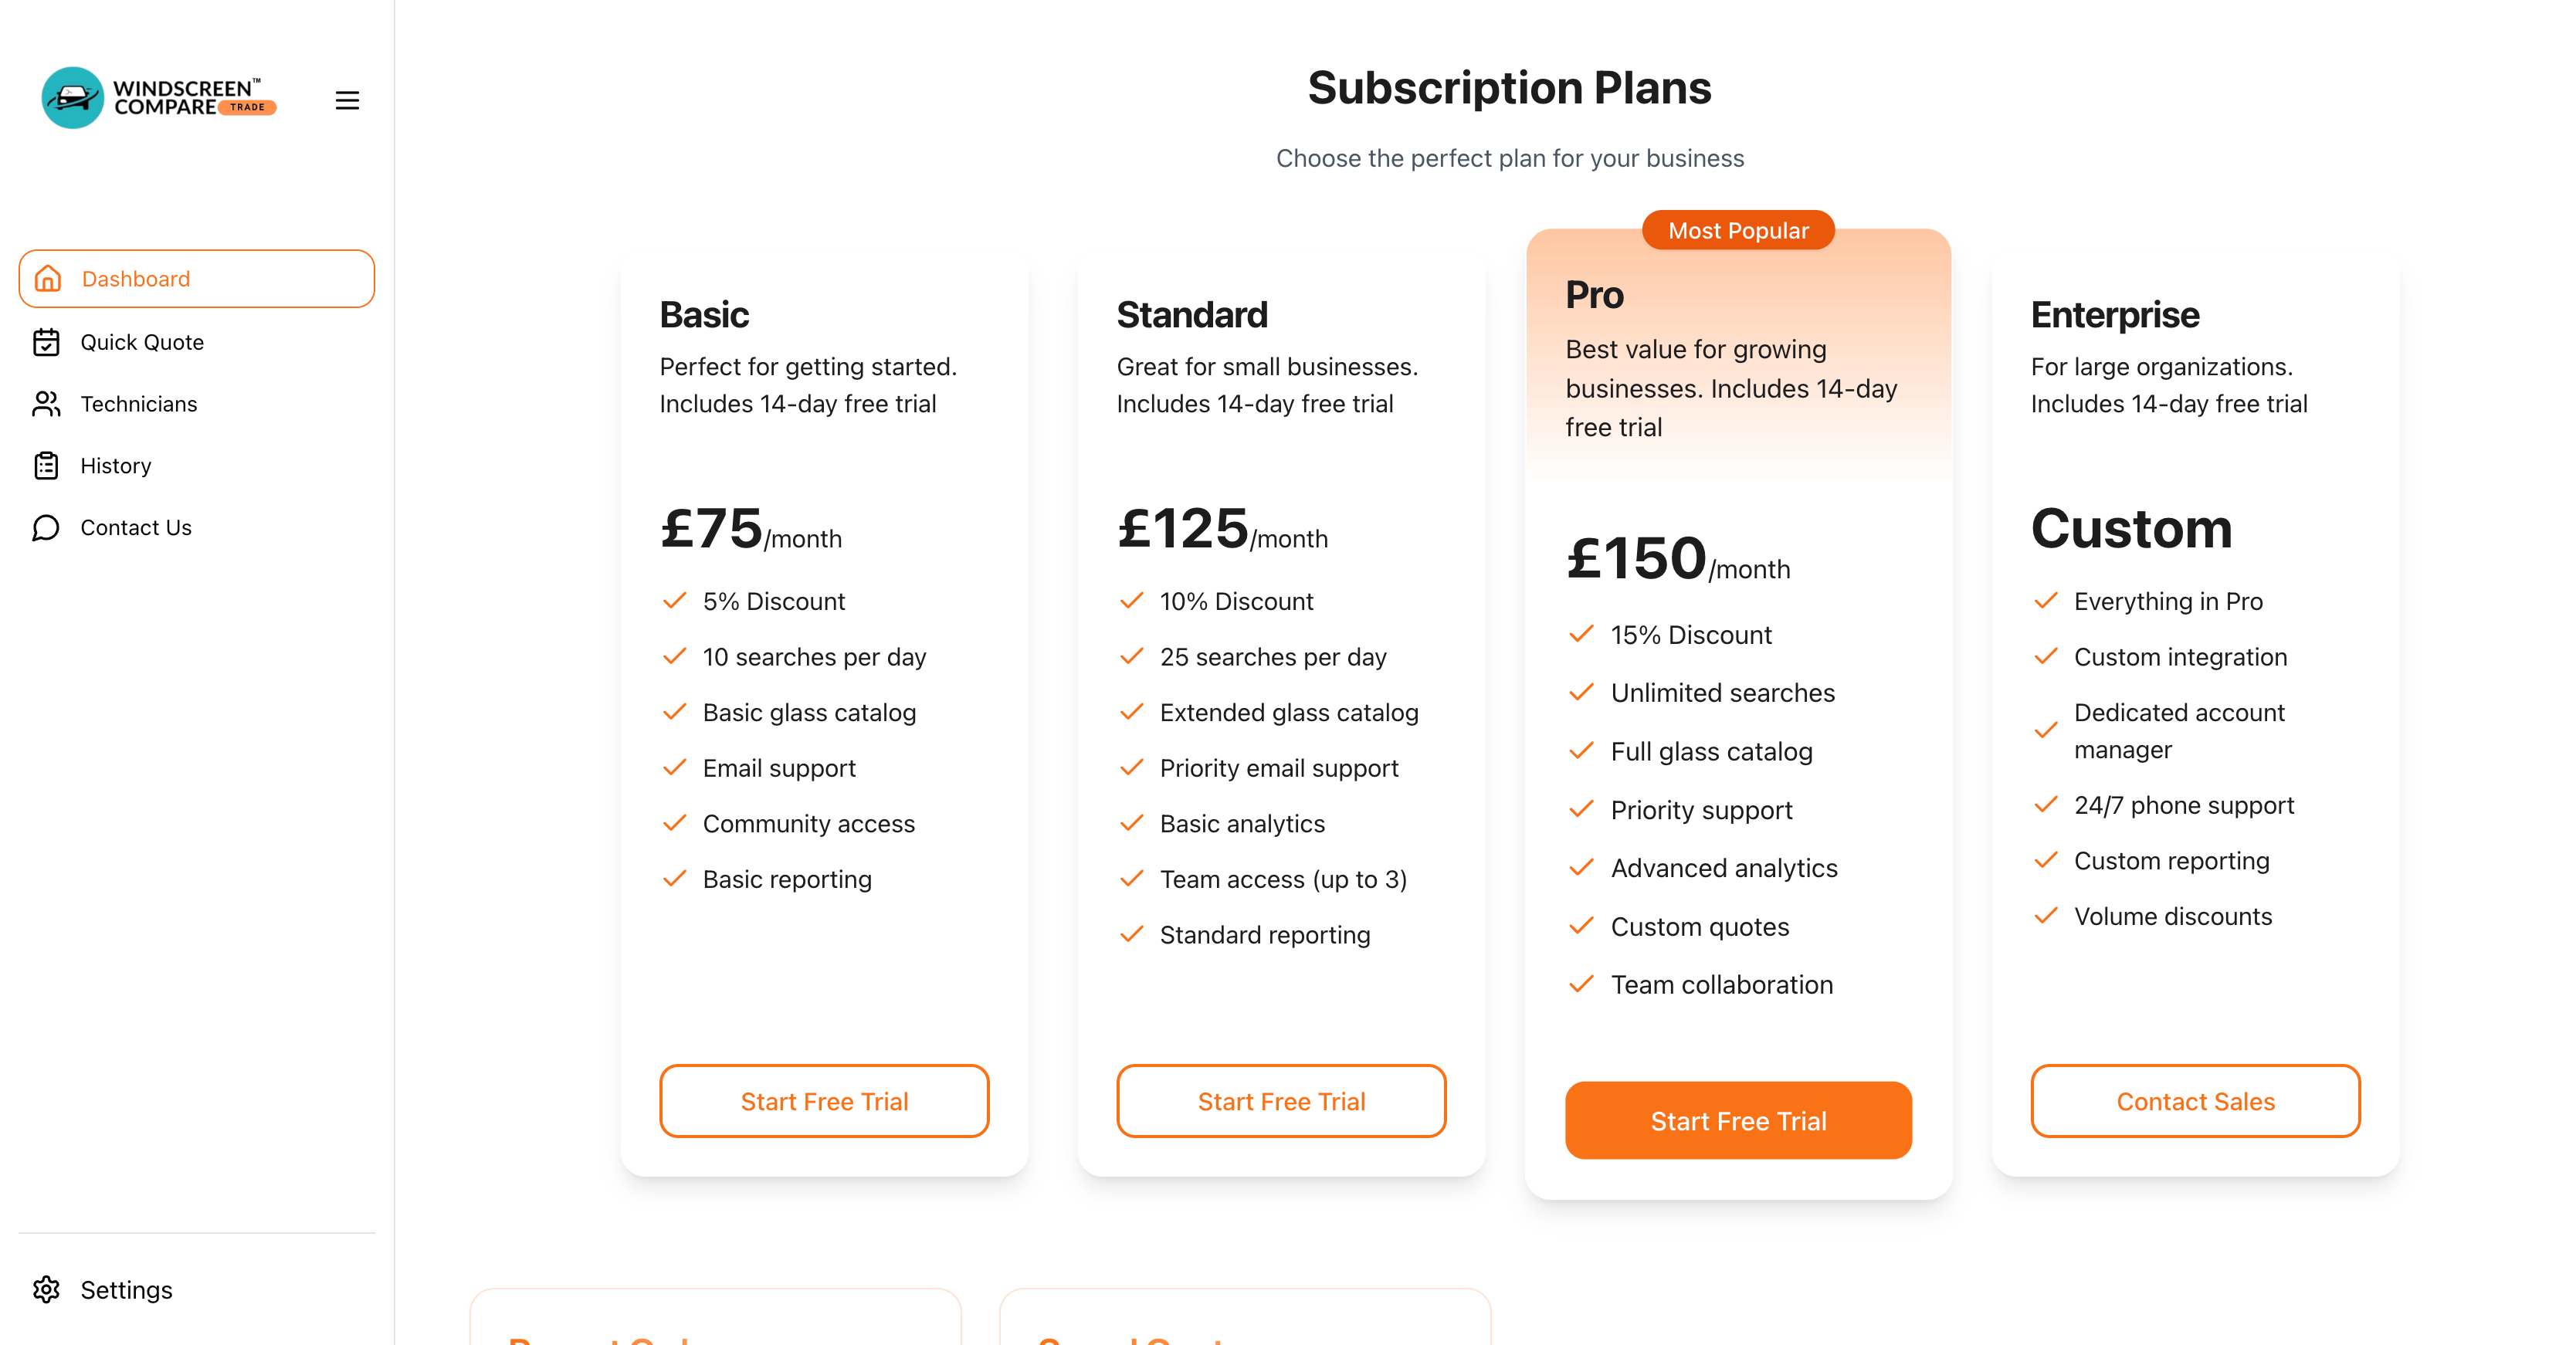 WINDSCREEN™
COMPARE TRADE
Dashboard
Quick Quote
Technicians
History
Contact Us
Settings
Subscription Plans
Choose the perfect plan for your business
Basic
Perfect for getting started.
Includes 14-day free trial
£75/month
5% Discount
10 searches per day
Basic glass catalog
Email support
Community access
Basic reporting
Start Free Trial
Standard
Great for small businesses.
Includes 14-day free trial
£125/month
10% Discount
25 searches per day
Extended glass catalog
Priority email support
Basic analytics
Team access (up to 3)
Standard reporting
Start Free Trial
Most Popular
Pro
Best value for growing
businesses. Includes 14-day
free trial
£150/month
15% Discount
Unlimited searches
Full glass catalog
Priority support
Advanced analytics
Custom quotes
Team collaboration
Start Free Trial
Enterprise
For large organizations.
Includes 14-day free trial
Custom
Everything in Pro
Custom integration
Dedicated account
manager
24/7 phone support
Custom reporting
Volume discounts
Contact Sales